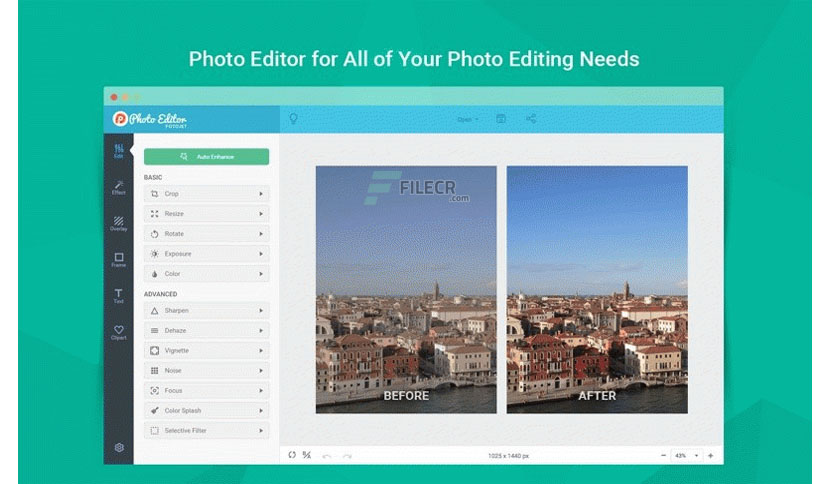 Photo Editor for All of Your Photo Editing Needs
Photo Editor
FOTOJET
Open
Edit
Effect
Overlay
Frame
Text
Clipart
Auto Enhance
BASIC
Crop
Resize
Rotate
Exposure
Color
ADVANCED
Sharpen
Dehaze
Vignette
Noise
Focus
Color Splash
Selective Filter
FILECR
.com
BEFORE
AFTER
1025 x 1440 px
43%